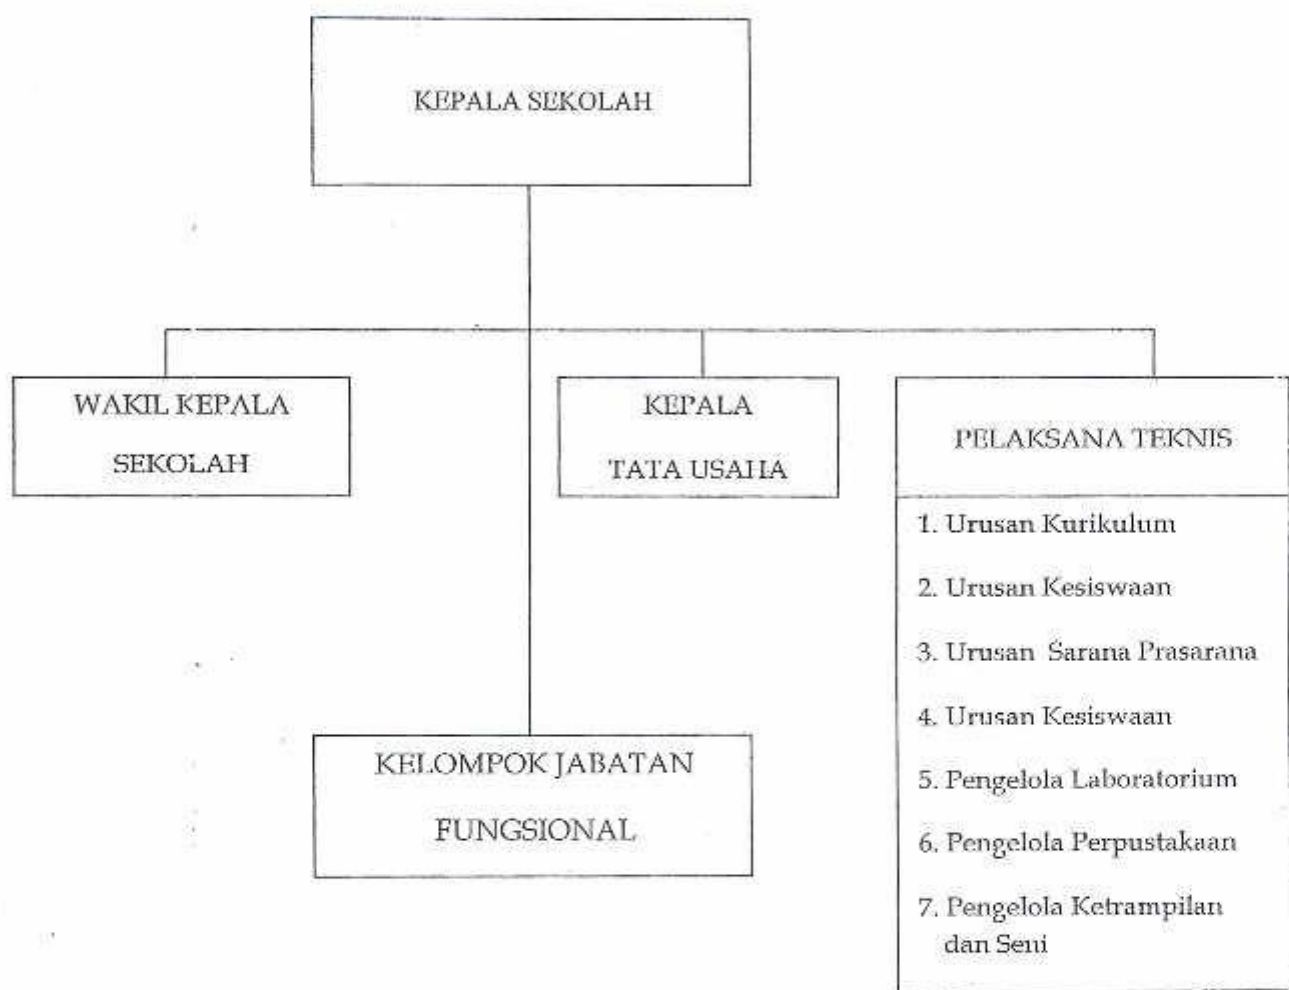 KEPALA SEKOLAH
WAKIL KEPALA
SEKOLAH
KEPALA
TATA USAHA
PELAKSANA TEKNIS
1. Urusan Kurikulum
2. Urusan Kesiswaan
3. Urusan Sarana Prasarana
4. Urusan Kesiswaan
5. Pengelola Laboratorium
6. Pengelola Perpustakaan
7. Pengelola Ketrampilan
dan Seni
KELOMPOK JABATAN
FUNGSIONAL